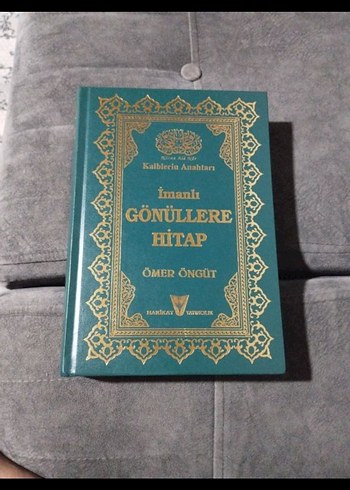 Kalblerin Anahtarı
İmanlı
GÖNÜLLERE
HİTAP
ÖMER ÖNGÜT
HAKİKAT YAYINCILIK